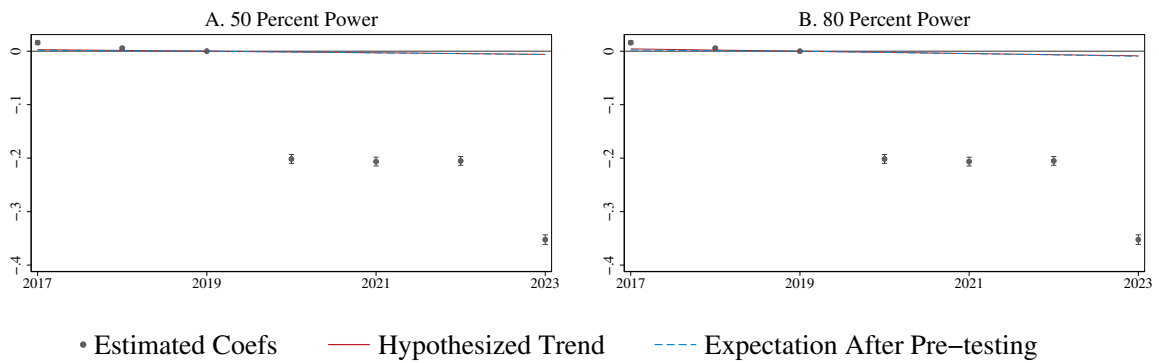 A. 50 Percent Power
0
-.1
-.2
-.3
-.4
2017 2019 2021 2023
B. 80 Percent Power
0
-.1
-.2
-.3
-.4
2017 2019 2021 2023
Estimated Coefs Hypothesized Trend Expectation After Pre−testing